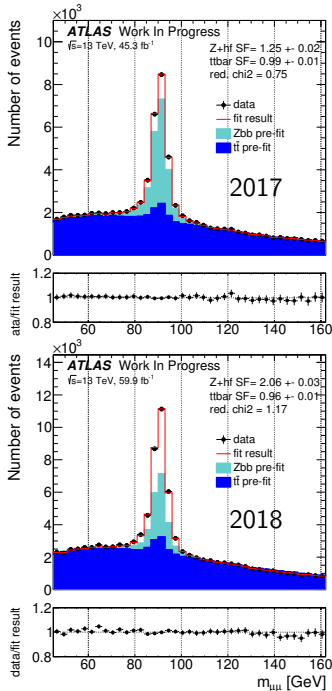 ×10³
ATLAS Work In Progress
√s=13 TeV, 45.3 fb⁻¹
Z+hf SF = 1.25 +- 0.02
ttbar SF = 0.99 +- 0.01
red. chi2 = 0.75
data
fit result
Zbb pre-fit
tt̄ pre-fit
2017
Number of events
10
8
6
4
2
0
ata/fit result
1.2
1
0.8
60 80 100 120 140 160
×10³
ATLAS Work In Progress
√s=13 TeV, 59.9 fb⁻¹
Z+hf SF= 2.06 +- 0.03
ttbar SF= 0.96 +- 0.01
red. chi2 = 1.17
data
fit result
Zbb pre-fit
tt̄ pre-fit
2018
Number of events
14
12
10
8
6
4
2
0
data/fit result
1.2
1
0.8
60 80 100 120 140 160
m_μμ [GeV]